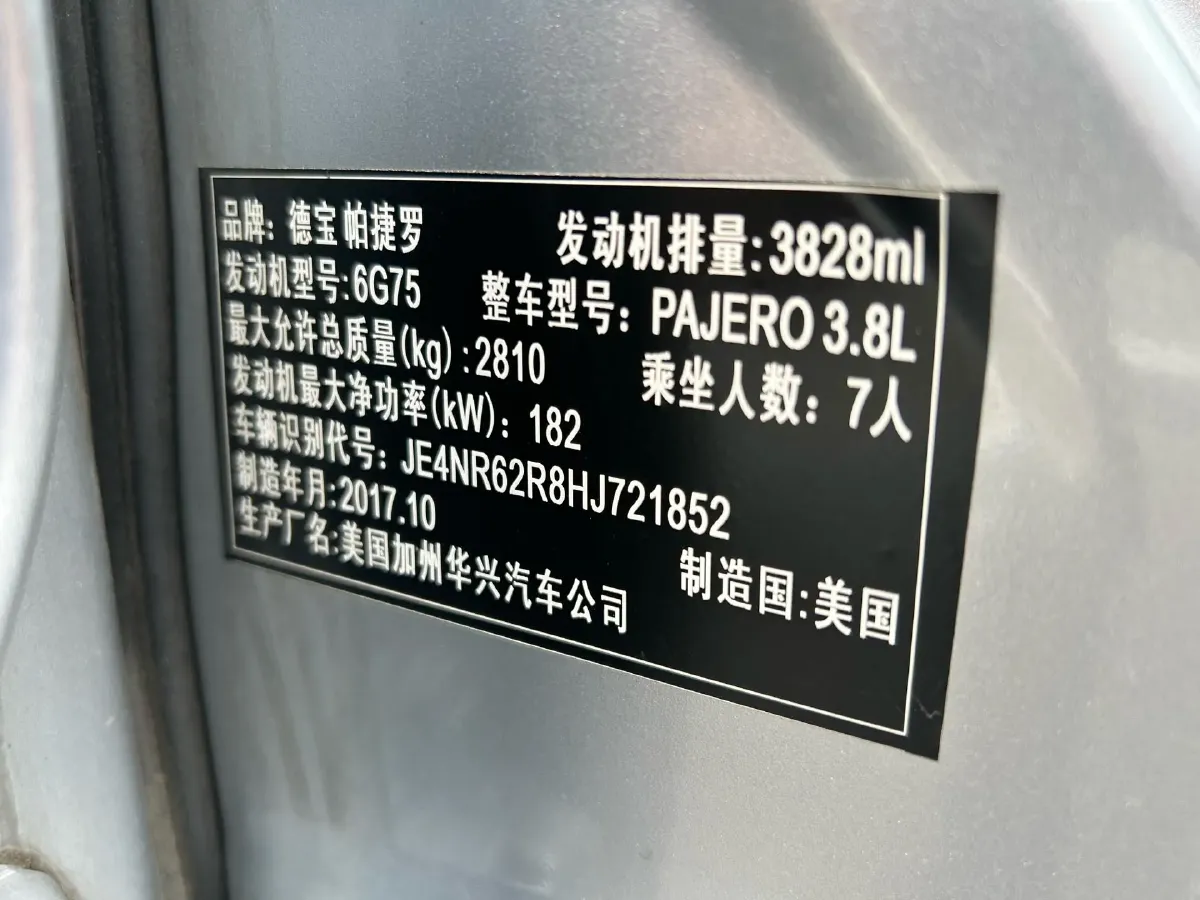 品牌：德宝 帕捷罗 发动机排量:3828ml
发动机型号:6G75 整车型号：PAJERO 3.8L
最大允许总质量(kg):2810 乘坐人数：7人
发动机最大净功率(kW)：182
车辆识别代号：JE4NR62R8HJ721852
制造年月:2017.10 制造国:美国
生产厂名:美国加州华兴汽车公司